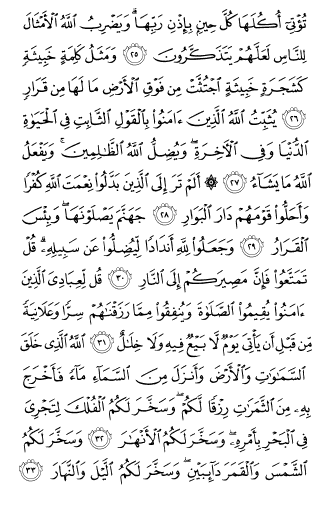 تُؤْتِىٓ أُكُلَهَا كُلَّ حِينٍۭ بِإِذْنِ رَبِّهَا ۗ وَيَضْرِبُ ٱللَّهُ ٱلْأَمْثَالَ
لِلنَّاسِ لَعَلَّهُمْ يَتَذَكَّرُونَ ٢٥ وَمَثَلُ كَلِمَةٍ خَبِيثَةٍ
كَشَجَرَةٍ خَبِيثَةٍ ٱجْتُثَّتْ مِن فَوْقِ ٱلْأَرْضِ مَا لَهَا مِن قَرَارٍ
٢٦ يُثَبِّتُ ٱللَّهُ ٱلَّذِينَ ءَامَنُوا۟ بِٱلْقَوْلِ ٱلثَّابِتِ فِى ٱلْحَيَوٰةِ
ٱلدُّنْيَا وَفِى ٱلْءَاخِرَةِ ۖ وَيُضِلُّ ٱللَّهُ ٱلظَّـٰلِمِينَ ۚ وَيَفْعَلُ
ٱللَّهُ مَا يَشَآءُ ٢٧ ۞ أَلَمْ تَرَ إِلَى ٱلَّذِينَ بَدَّلُوا۟ نِعْمَتَ ٱللَّهِ كُفْرًا
وَأَحَلُّوا۟ قَوْمَهُمْ دَارَ ٱلْبَوَارِ ٢٨ جَهَنَّمَ يَصْلَوْنَهَا ۖ وَبِئْسَ
ٱلْقَرَارُ ٢٩ وَجَعَلُوا۟ لِلَّهِ أَندَادًا لِّيُضِلُّوا۟ عَن سَبِيلِهِۦ ۗ قُلْ
تَمَتَّعُوا۟ فَإِنَّ مَصِيرَكُمْ إِلَى ٱلنَّارِ ٣٠ قُل لِّعِبَادِىَ ٱلَّذِينَ
ءَامَنُوا۟ يُقِيمُوا۟ ٱلصَّلَوٰةَ وَيُنفِقُوا۟ مِمَّا رَزَقْنَـٰهُمْ سِرًّا وَعَلَانِيَةً
مِّن قَبْلِ أَن يَأْتِىَ يَوْمٌ لَّا بَيْعٌ فِيهِ وَلَا خِلَـٰلٌ ٣١ ٱللَّهُ ٱلَّذِى خَلَقَ
ٱلسَّمَـٰوَٰتِ وَٱلْأَرْضَ وَأَنزَلَ مِنَ ٱلسَّمَآءِ مَآءً فَأَخْرَجَ
بِهِۦ مِنَ ٱلثَّمَرَٰتِ رِزْقًا لَّكُمْ ۖ وَسَخَّرَ لَكُمُ ٱلْفُلْكَ لِتَجْرِىَ
فِى ٱلْبَحْرِ بِأَمْرِهِۦ ۖ وَسَخَّرَ لَكُمُ ٱلْأَنْهَـٰرَ ٣٢ وَسَخَّرَ لَكُمُ
ٱلشَّمْسَ وَٱلْقَمَرَ دَآئِبَيْنِ ۖ وَسَخَّرَ لَكُمُ ٱلَّيْلَ وَٱلنَّهَارَ ٣٣